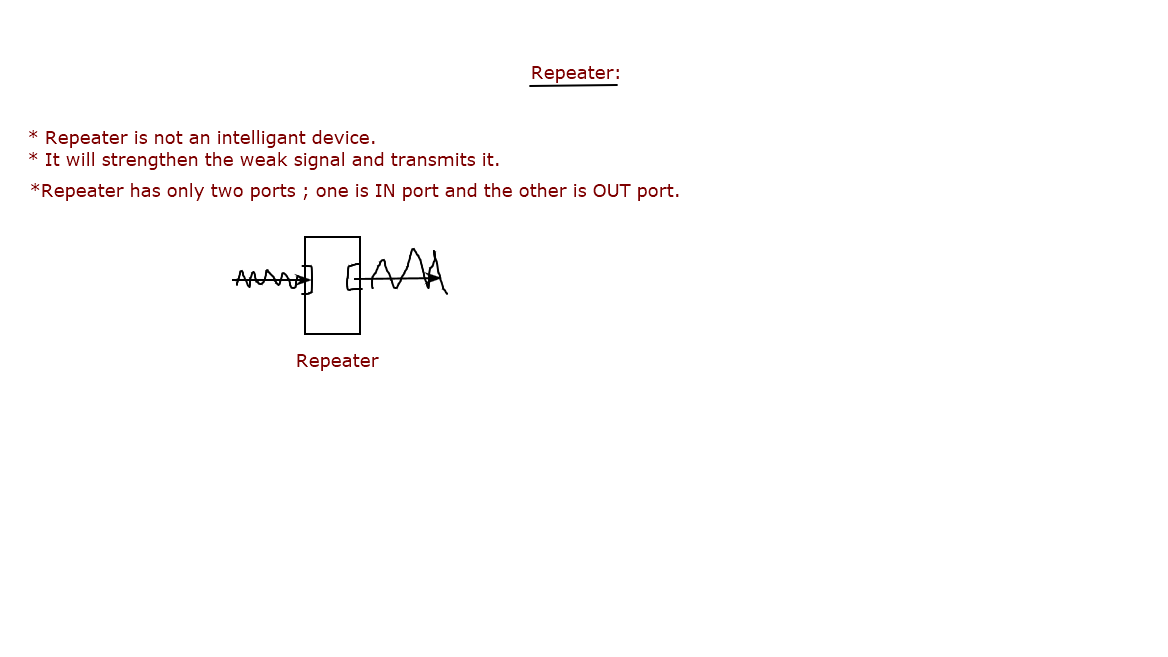 Repeater:
* Repeater is not an intelligant device.
* It will strengthen the weak signal and transmits it.
*Repeater has only two ports ; one is IN port and the other is OUT port.
Repeater